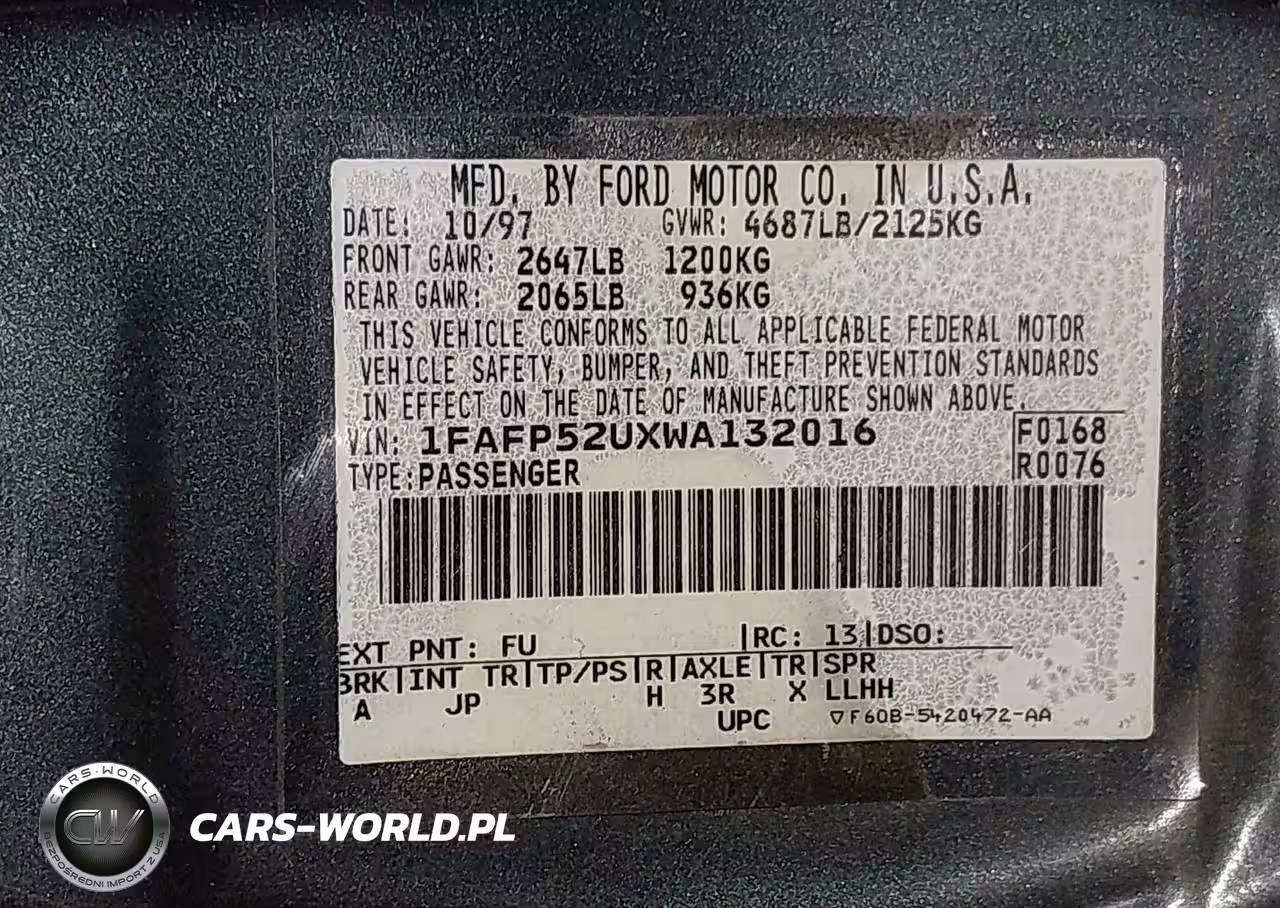 MFD. BY FORD MOTOR CO. IN U.S.A.
DATE: 10/97 GVWR: 4687LB/2125KG
FRONT GAWR: 2647LB 1200KG
REAR GAWR: 2065LB 936KG
THIS VEHICLE CONFORMS TO ALL APPLICABLE FEDERAL MOTOR
VEHICLE SAFETY, BUMPER, AND THEFT PREVENTION STANDARDS
IN EFFECT ON THE DATE OF MANUFACTURE SHOWN ABOVE.
VIN: 1FAFP52UXWA132016 F0168
TYPE:PASSENGER R0076
EXT PNT: FU |RC: 13|DSO:
BRK|INT TR|TP/PS|R|AXLE|TR|SPR
A JP H 3R X LLHH
UPC ▽F60B-5420472-AA
CARS-WORLD
CW
BEZPOŚREDNI IMPORT Z USA
CARS-WORLD.PL